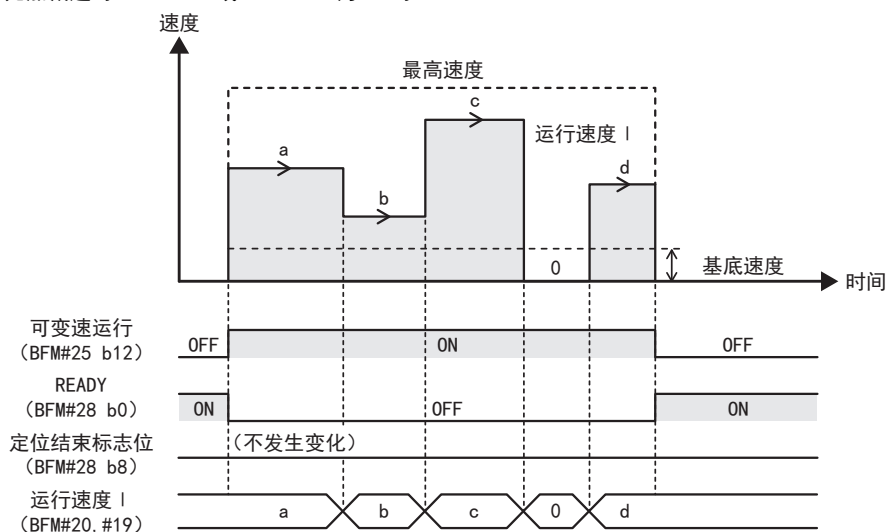 速度
最高速度
c
运行速度Ⅰ
a
d
b
0
基底速度
时间
可变速运行
(BFM#25 b12)
OFF
ON
OFF
READY
(BFM#28 b0)
ON
OFF
ON
定位结束标志位
(BFM#28 b8)
(不发生变化)
运行速度Ⅰ
(BFM#20,#19)
a
b
c
0
d